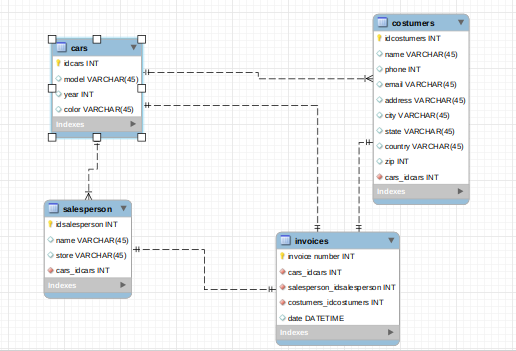 cars
idcars INT
model VARCHAR(45)
year INT
color VARCHAR(45)
Indexes
costumers
idcostumers INT
name VARCHAR(45)
phone INT
email VARCHAR(45)
address VARCHAR(45)
city VARCHAR(45)
state VARCHAR(45)
country VARCHAR(45)
zip INT
cars_idcars INT
Indexes
salesperson
idsalesperson INT
name VARCHAR(45)
store VARCHAR(45)
cars_idcars INT
Indexes
invoices
invoice number INT
cars_idcars INT
salesperson_idsalesperson INT
costumers_idcostumers INT
date DATETIME
Indexes